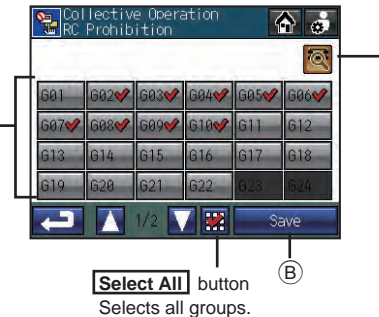 Collective Operation
RC Prohibition
G01 G02 G03 G04 G05 G06
G07 G08 G09 G10 G11 G12
G13 G14 G15 G16 G17 G18
G19 G20 G21 G22 G23 G24
1/2 Save
Select All button
Selects all groups.
B